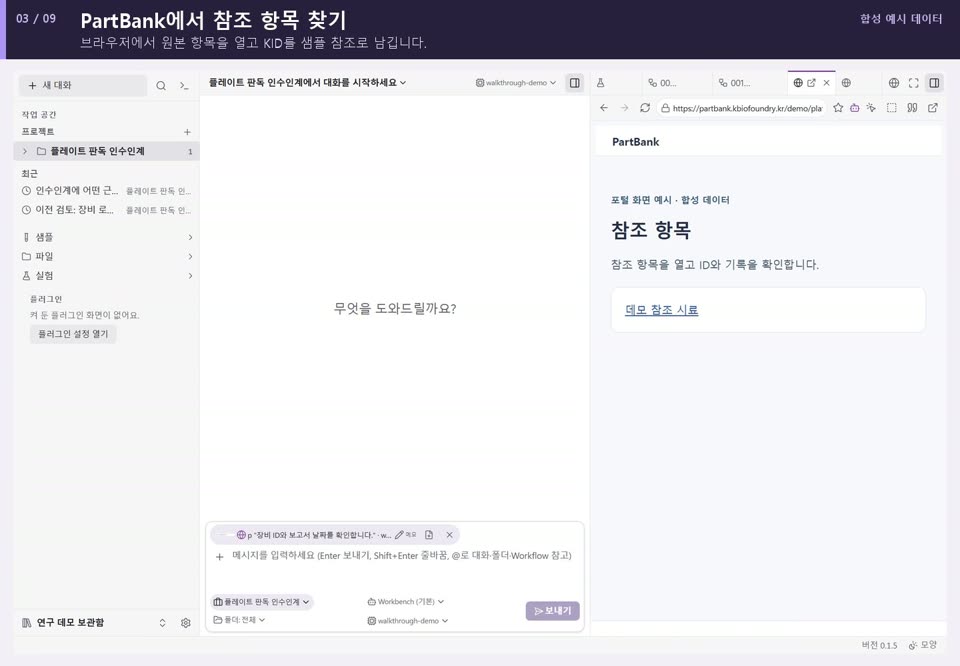 03 / 09
PartBank에서 참조 항목 찾기
브라우저에서 원본 항목을 열고 KID를 샘플 참조로 남깁니다.
합성 예시 데이터
새 대화
작업 공간
프로젝트
플레이트 판독 인수인계 1
최근
인수인계에 어떤 근... 플레이트 판독 인...
이전 검토: 장비 로... 플레이트 판독 인...
샘플
파일
실험
플러그인
켜 둔 플러그인 화면이 없어요.
플러그인 설정 열기
연구 데모 보관함
플레이트 판독 인수인계에서 대화를 시작하세요
walkthrough-demo
무엇을 도와드릴까요?
p "장비 ID와 보고서 날짜를 확인합니다." · w... 메모
메시지를 입력하세요 (Enter 보내기, Shift+Enter 줄바꿈, @로 대화·폴더·Workflow 참고)
플레이트 판독 인수인계
Workbench (기본)
폴더: 전체
walkthrough-demo
보내기
00...
001...
https://partbank.kbiofoundry.kr/demo/pla
PartBank
포털 화면 예시 · 합성 데이터
참조 항목
참조 항목을 열고 ID와 기록을 확인합니다.
데모 참조 시료
버전 0.1.5
모양